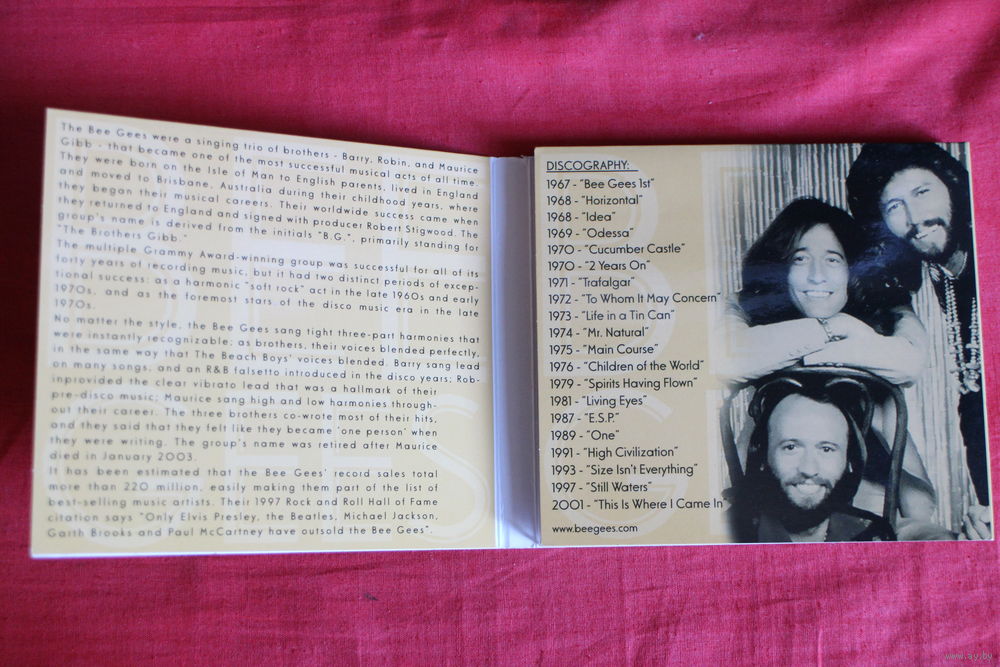 The Bee Gees were a singing trio of brothers - Barry, Robin, and Maurice
Gibb - that became one of the most successful musical acts of all time.
They were born on the Isle of Man to English parents, lived in England
and moved to Brisbane, Australia during their childhood years, where
they began their musical careers. Their worldwide success came when
they returned to England and signed with producer Robert Stigwood. The
group's name is derived from the initials "B.G.", primarily standing for
"The Brothers Gibb."
The multiple Grammy Award-winning group was successful for all of its
forty years of recording music, but it had two distinct periods of excep-
tional success: as a harmonic "soft rock" act in the late 1960s and early
1970s, and as the foremost stars of the disco music era in the late
1970s.
No matter the style, the Bee Gees sang tight three-part harmonies that
were instantly recognizable; as brothers, their voices blended perfectly,
in the same way that The Beach Boys' voices blended. Barry sang lead
on many songs, and an R&B falsetto introduced in the disco years; Rob-
inprovided the clear vibrato lead that was a hallmark of their
pre-disco music; Maurice sang high and low harmonies through-
out their career. The three brothers co-wrote most of their hits,
and they said that they felt like they became 'one person' when
they were writing. The group's name was retired after Maurice
died in January 2003.
It has been estimated that the Bee Gees' record sales total
more than 220 million, easily making them part of the list of
best-selling music artists. Their 1997 Rock and Roll Hall of Fame
citation says "Only Elvis Presley, the Beatles, Michael Jackson,
Garth Brooks and Paul McCartney have outsold the Bee Gees".
DISCOGRAPHY:
1967 - "Bee Gees 1st"
1968 - "Horizontal"
1968 - "Idea"
1969 - "Odessa"
1970 - "Cucumber Castle"
1970 - "2 Years On"
1971 - "Trafalgar"
1972 - "To Whom It May Concern"
1973 - "Life in a Tin Can"
1974 - "Mr. Natural"
1975 - "Main Course"
1976 - "Children of the World"
1979 - "Spirits Having Flown"
1981 - "Living Eyes"
1987 - "E.S.P."
1989 - "One"
1991 - "High Civilization"
1993 - "Size Isn't Everything"
1997 - "Still Waters"
2001 - "This Is Where I Came In"
www.beegees.com
www.ay.by